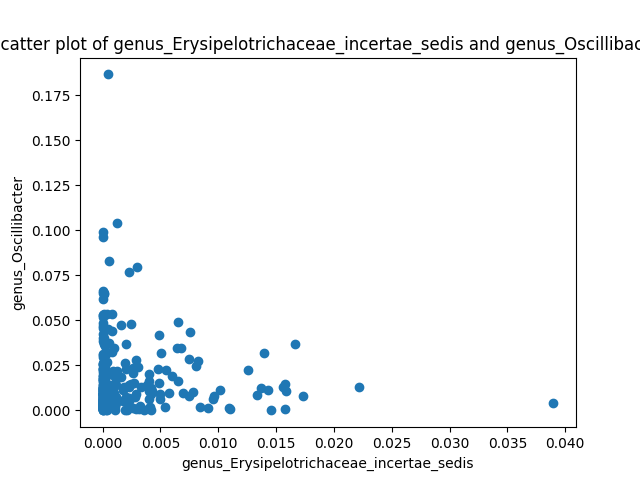 catter plot of genus_Erysipelotrichaceae_incertae_sedis and genus_Oscillibac
0.175
0.150
0.125
0.100
0.075
0.050
0.025
0.000
genus_Oscillibacter
0.000 0.005 0.010 0.015 0.020 0.025 0.030 0.035 0.040
genus_Erysipelotrichaceae_incertae_sedis